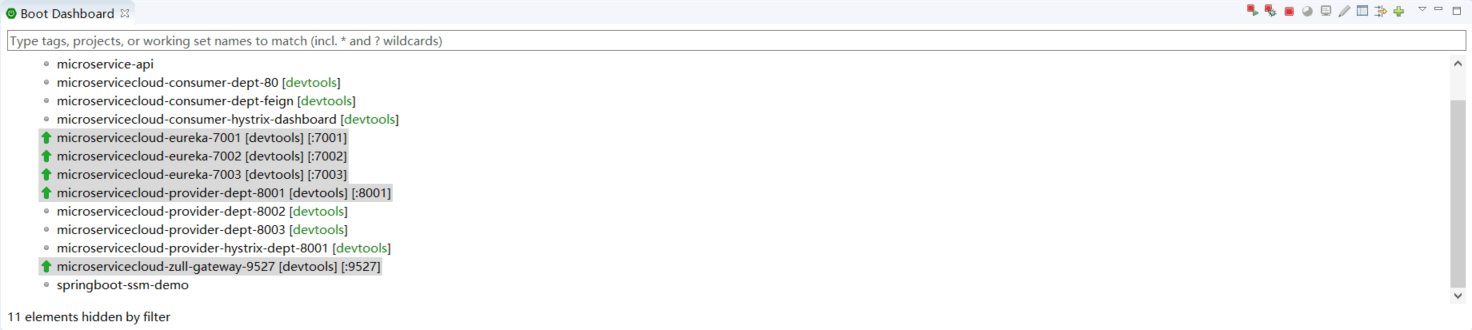 Boot Dashboard
Type tags, projects, or working set names to match (incl. * and ? wildcards)
microservice-api
microservicecloud-consumer-dept-80 [devtools]
microservicecloud-consumer-dept-feign [devtools]
microservicecloud-consumer-hystrix-dashboard [devtools]
microservicecloud-eureka-7001 [devtools] [:7001]
microservicecloud-eureka-7002 [devtools] [:7002]
microservicecloud-eureka-7003 [devtools] [:7003]
microservicecloud-provider-dept-8001 [devtools] [:8001]
microservicecloud-provider-dept-8002 [devtools]
microservicecloud-provider-dept-8003 [devtools]
microservicecloud-provider-hystrix-dept-8001 [devtools]
microservicecloud-zull-gateway-9527 [devtools] [:9527]
springboot-ssm-demo
11 elements hidden by filter